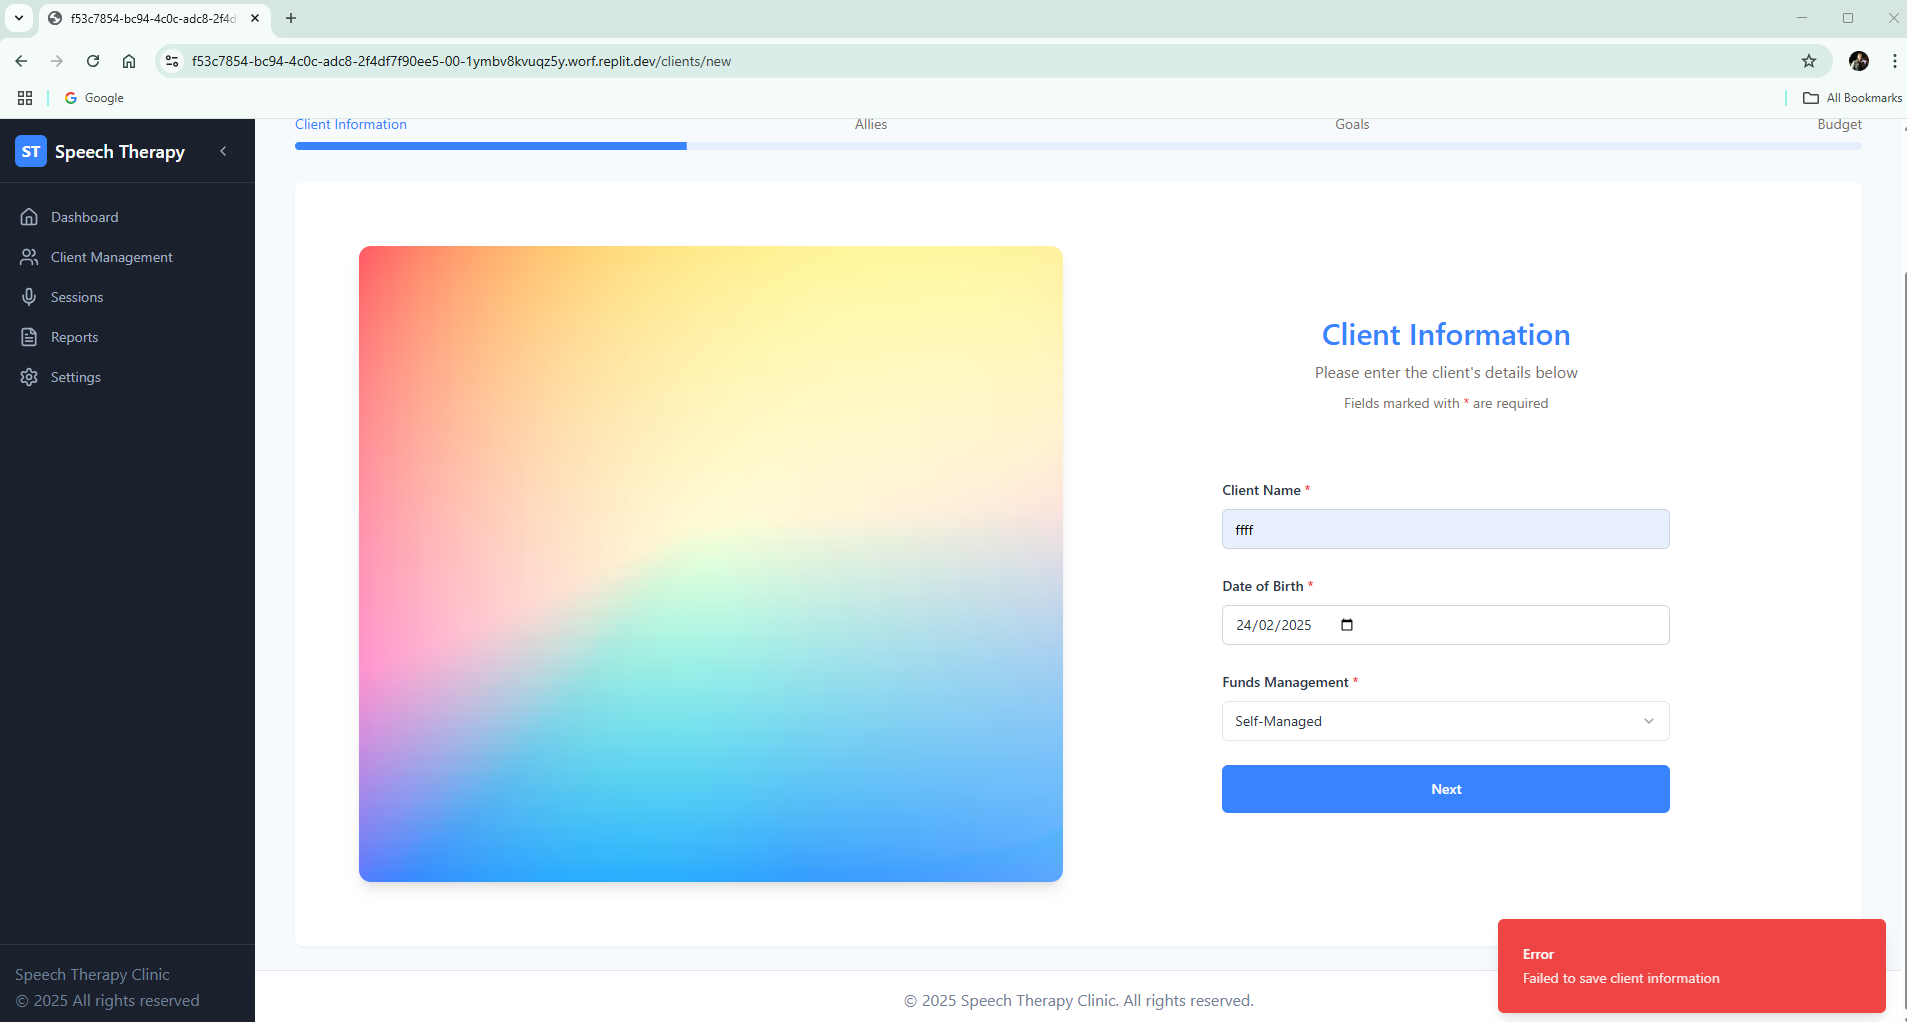 f53c7854-bc94-4c0c-adc8-2f4d
f53c7854-bc94-4c0c-adc8-2f4df7f90ee5-00-1ymbv8kvuqz5y.worf.replit.dev/clients/new
Google
All Bookmarks
ST Speech Therapy
Dashboard
Client Management
Sessions
Reports
Settings
Speech Therapy Clinic
© 2025 All rights reserved
Client Information Allies Goals Budget
Client Information
Please enter the client's details below
Fields marked with * are required
Client Name *
ffff
Date of Birth *
24/02/2025
Funds Management *
Self-Managed
Next
Error
Failed to save client information
© 2025 Speech Therapy Clinic. All rights reserved.